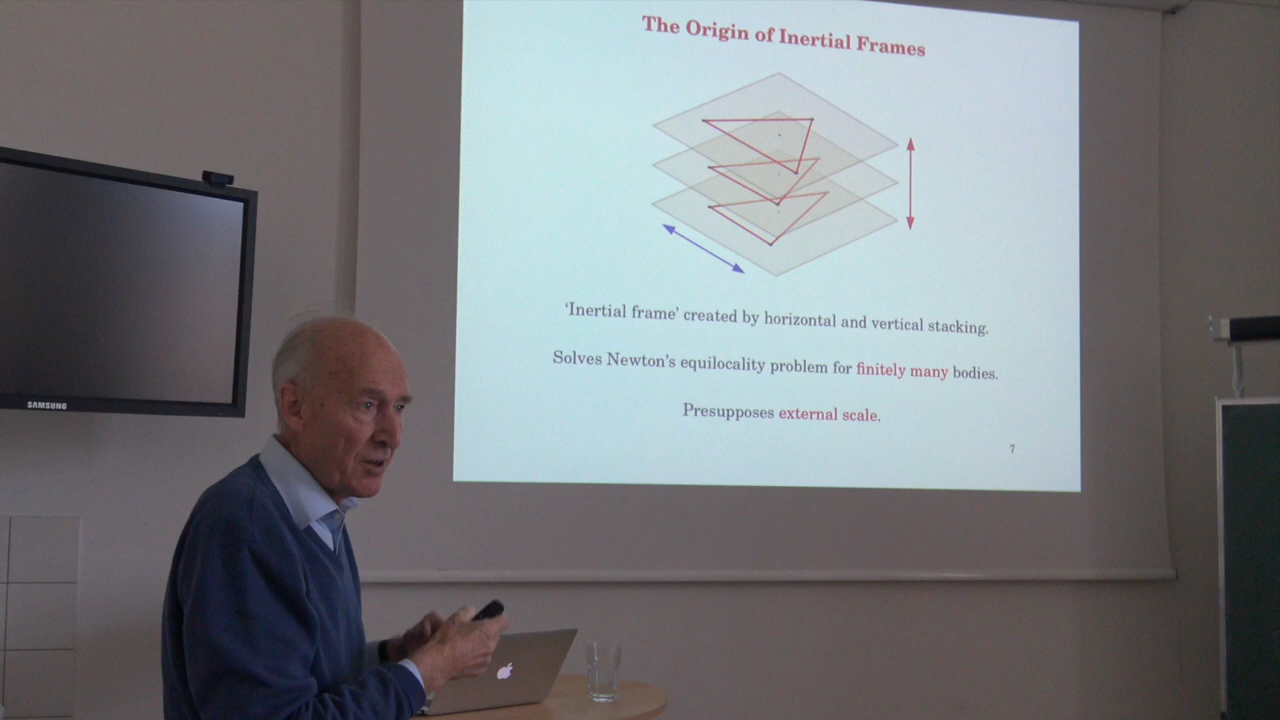 The Origin of Inertial Frames
‘Inertial frame’ created by horizontal and vertical stacking.
Solves Newton’s equilocality problem for finitely many bodies.
Presupposes external scale.
7
SAMSUNG